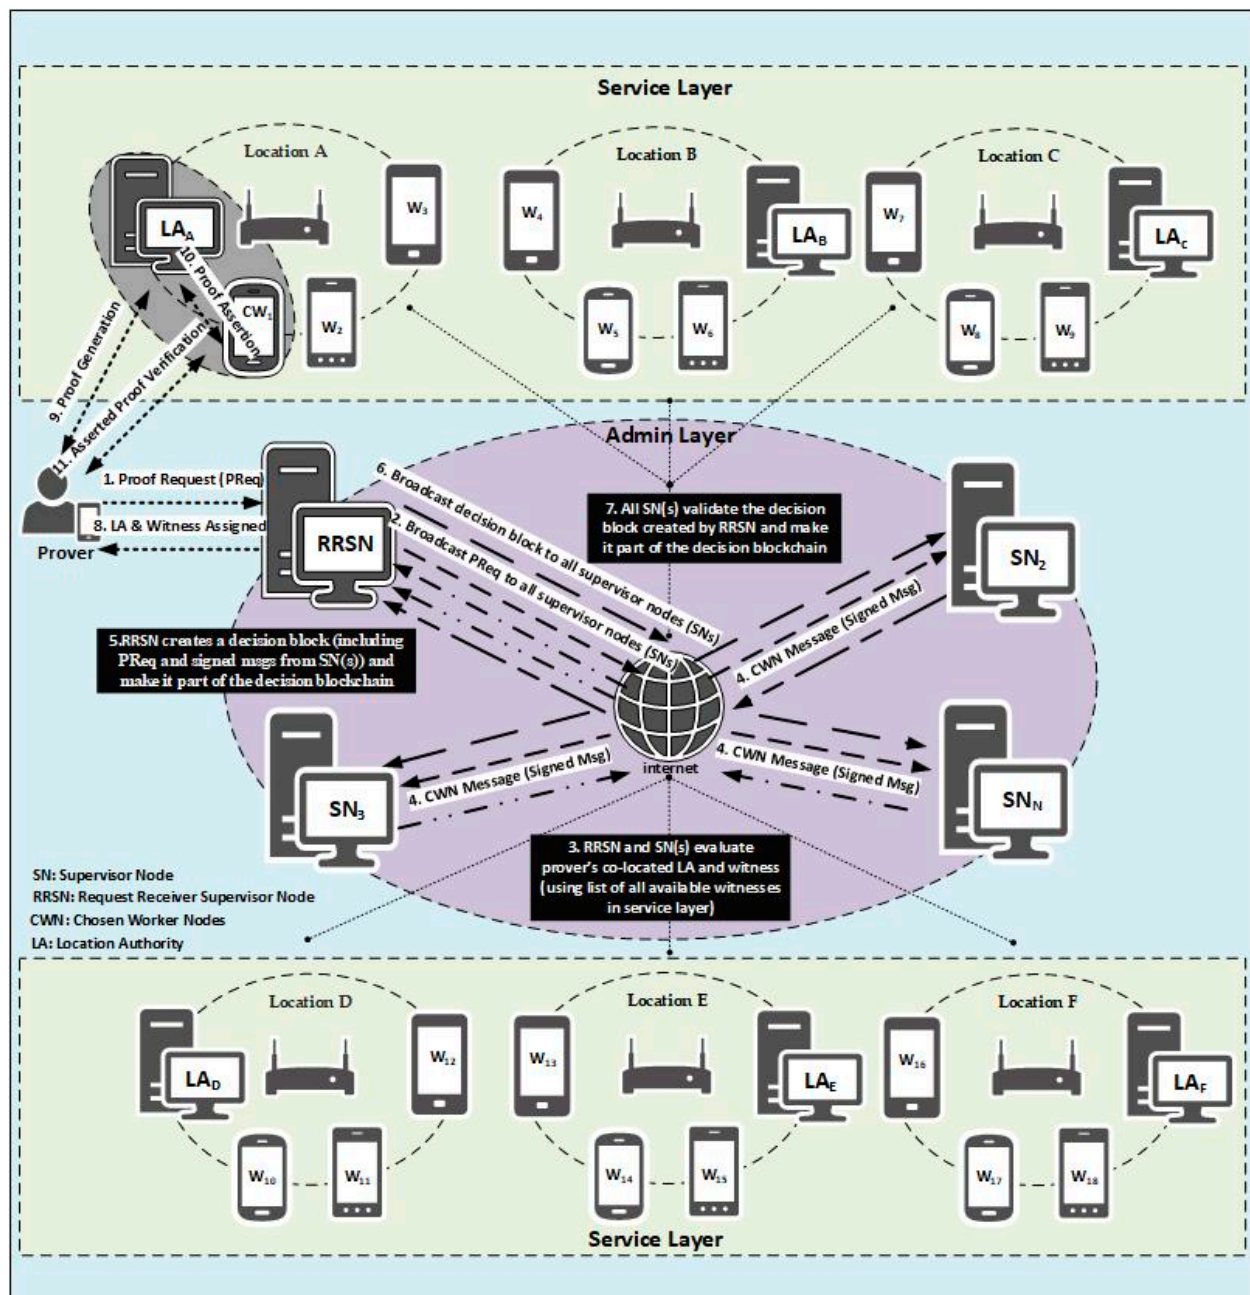 Service Layer
Location A
Location B
Location C
LAA
W3
W4
LAB
W7
LAC
CW1
W2
W5
W6
W8
W9
10. Proof Assertion
9. Proof Generation
11. Asserted Proof Verification
Admin Layer
1. Proof Request (PReq)
8. LA & Witness Assigned
Prover
RRSN
6. Broadcast decision block to all supervisor nodes (SNs)
2. Broadcast PReq to all supervisor nodes (SNs)
7. All SN(s) validate the decision
block created by RRSN and make
it part of the decision blockchain
SN2
4. CWN Message (Signed Msg)
5.RRSN creates a decision block (including
PReq and signed msgs from SN(s)) and
make it part of the decision blockchain
internet
SN3
4. CWN Message (Signed Msg)
4. CWN Message (Signed Msg)
SNN
3. RRSN and SN(s) evaluate
prover's co-located LA and witness
(using list of all available witnesses
in service layer)
SN: Supervisor Node
RRSN: Request Receiver Supervisor Node
CWN: Chosen Worker Nodes
LA: Location Authority
Location D
Location E
Location F
LAD
W12
W13
LAE
W16
LAF
W10
W11
W14
W15
W17
W18
Service Layer